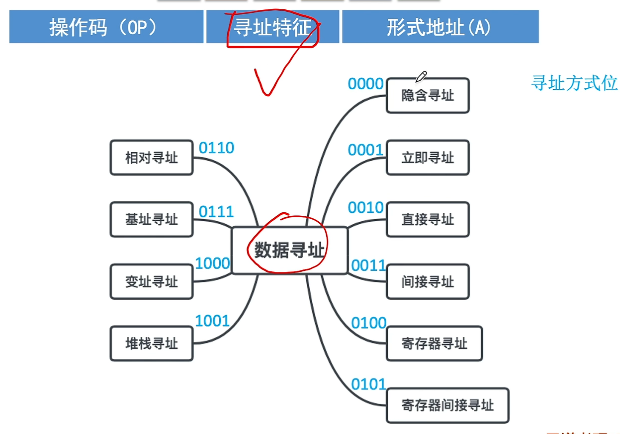 操作码（OP）
寻址特征
形式地址(A)
寻址方式位
0000
隐含寻址
0001
立即寻址
0010
直接寻址
0011
间接寻址
0100
寄存器寻址
0101
寄存器间接寻址
数据寻址
0110
相对寻址
0111
基址寻址
1000
变址寻址
1001
堆栈寻址